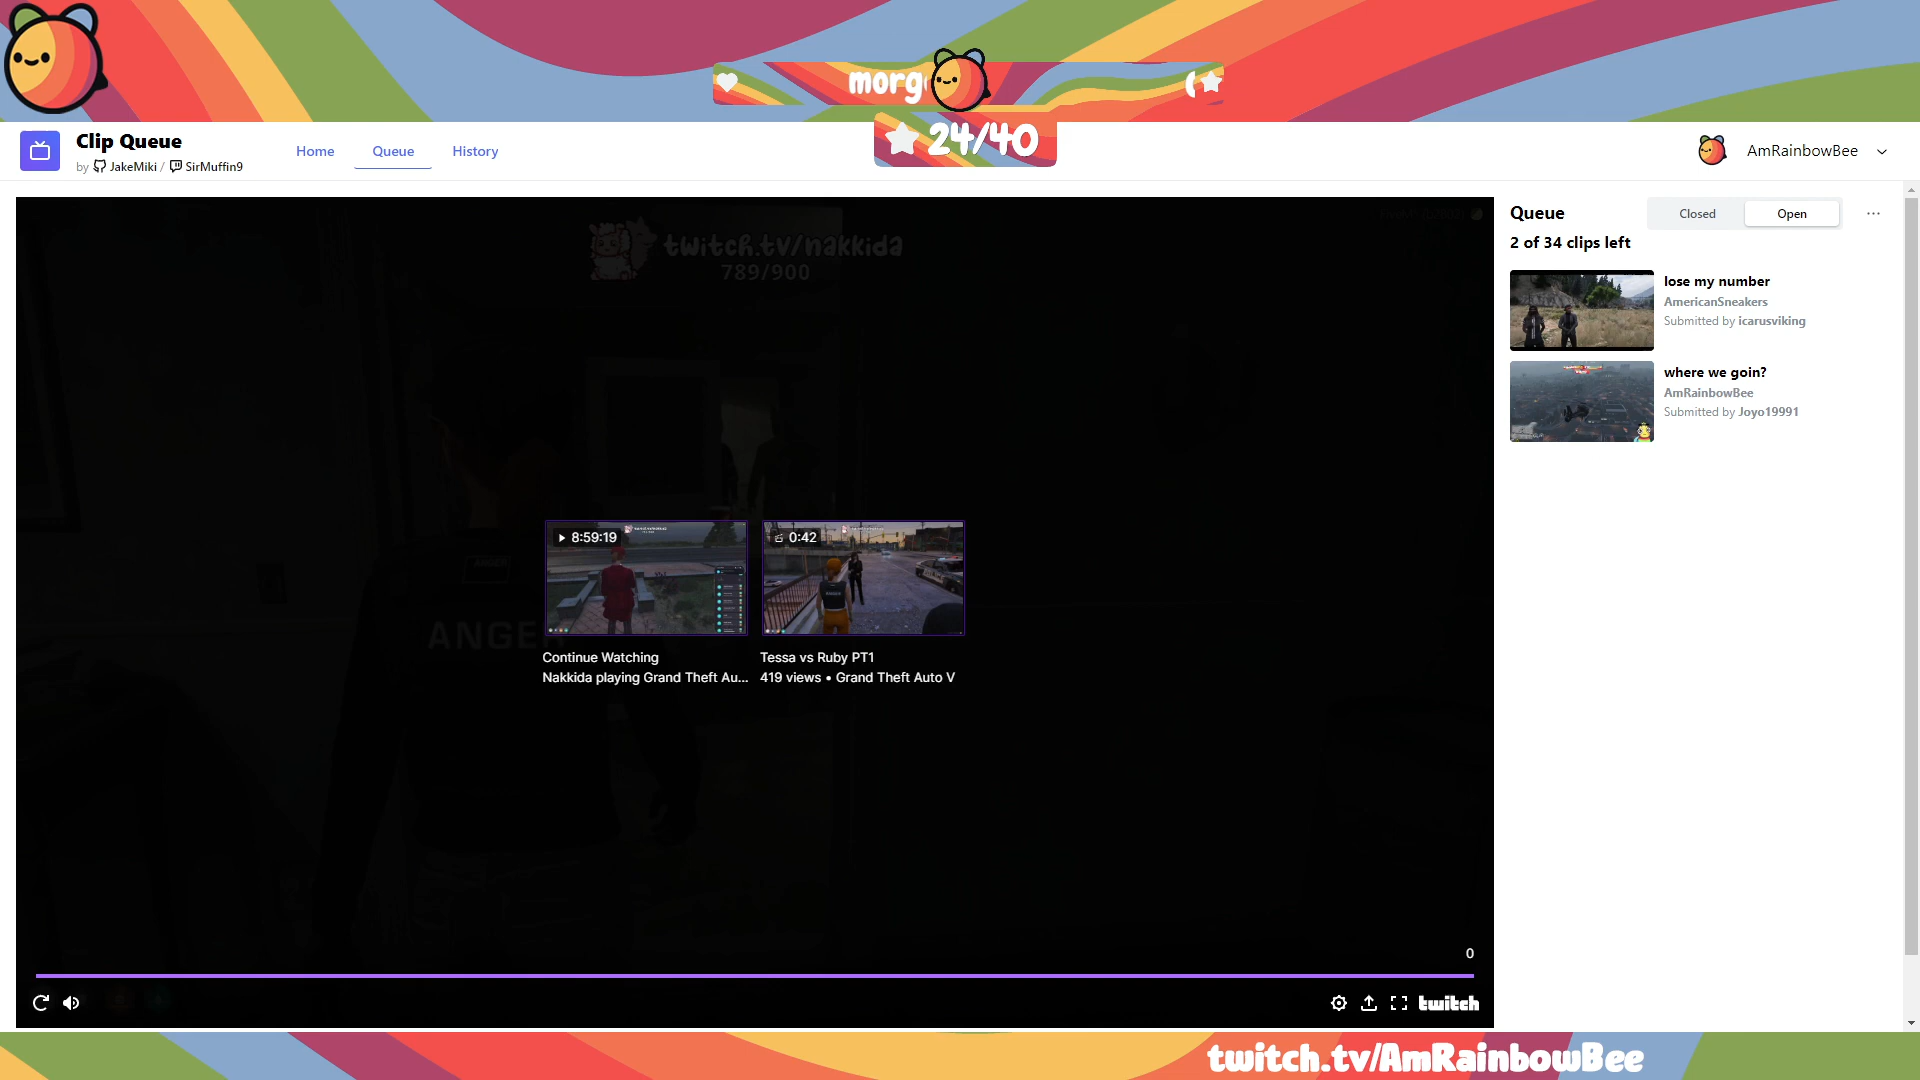 morg
24/40
Clip Queue
by JakeMiki / SirMuffin9
Home
Queue
History
AmRainbowBee
twitch.tv/nakkida
789/900
ANGER
8:59:19
0:42
Continue Watching
Nakkida playing Grand Theft Au...
Tessa vs Ruby PT1
419 views • Grand Theft Auto V
0
twitch
Queue
Closed
Open
2 of 34 clips left
lose my number
AmericanSneakers
Submitted by icarusviking
where we goin?
AmRainbowBee
Submitted by Joyo19991
twitch.tv/AmRainbowBee